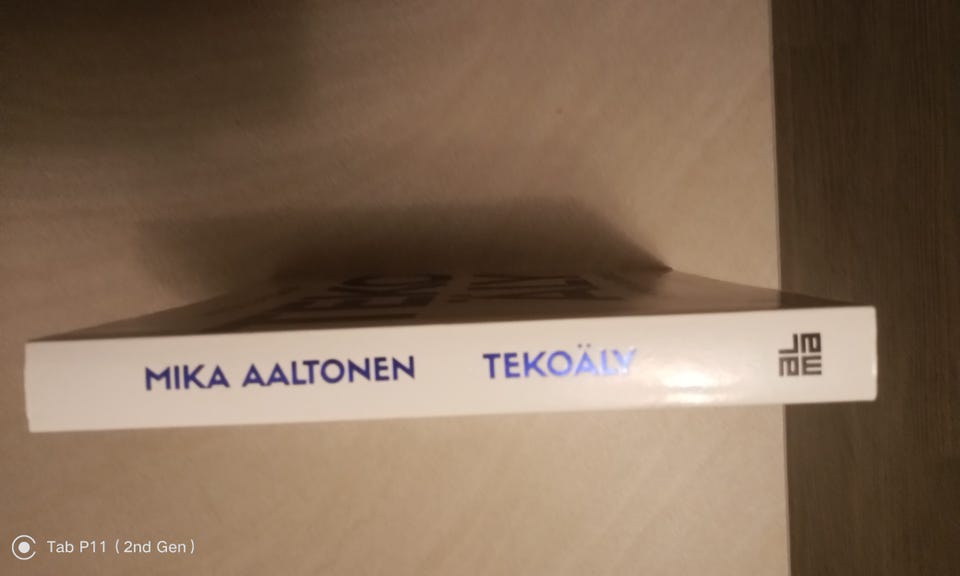 MIKA AALTONEN TEKOÄLY
Tab P11 (2nd Gen)